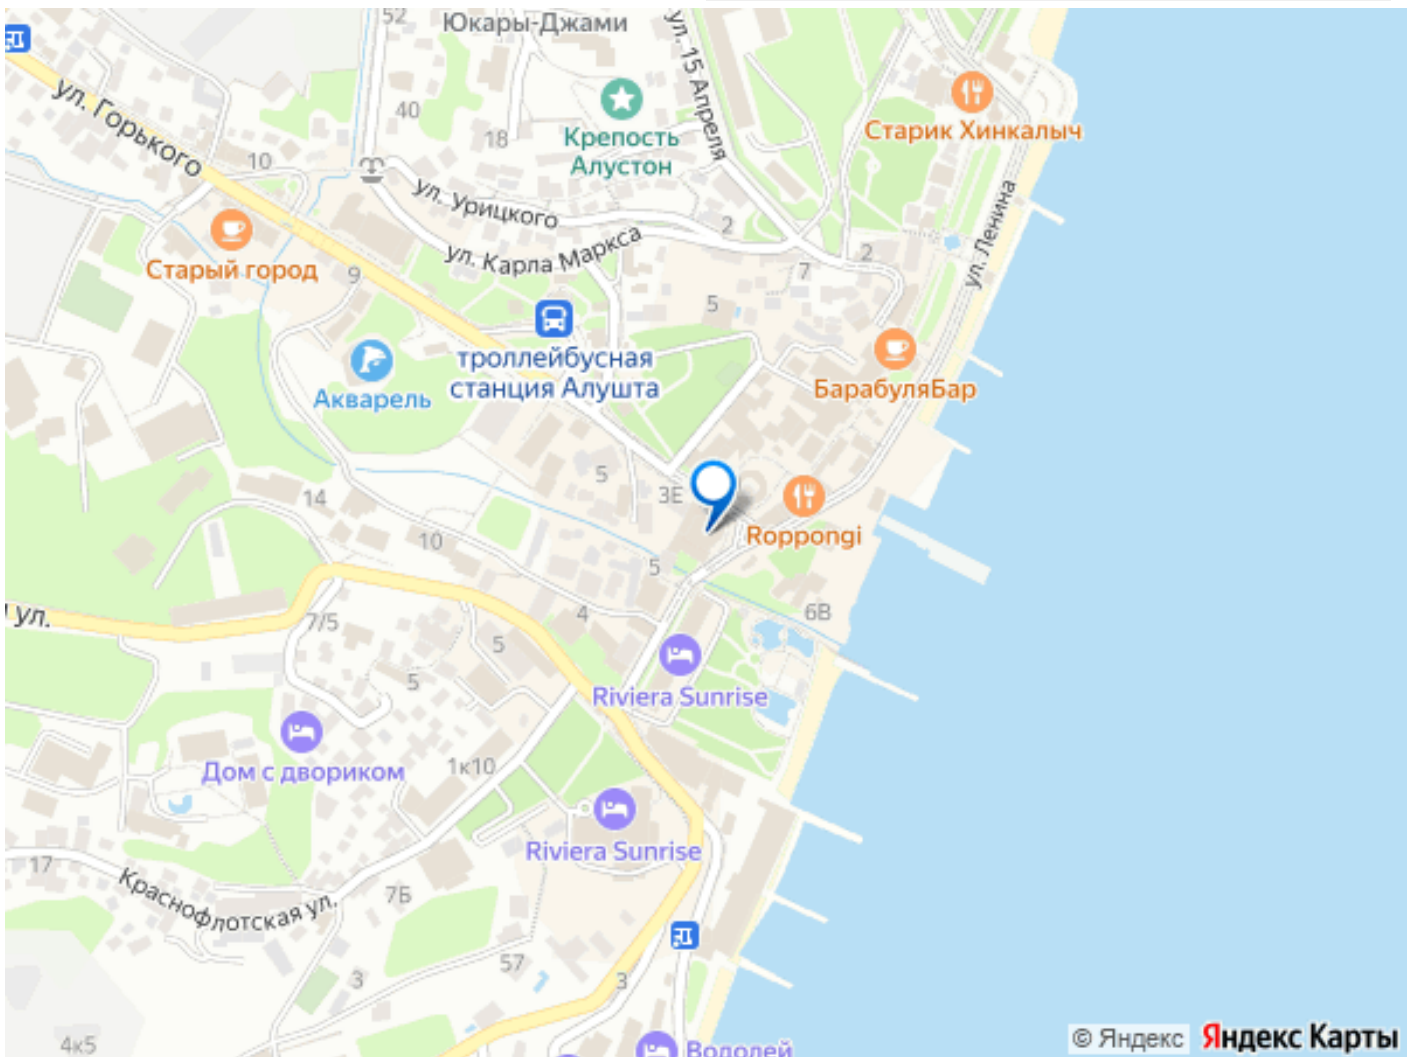 52
Юкары-Джами
ул. 15 Апреля
ул. Горького
40
18
Крепость
Алустон
Старик Хинкалыч
10
ул. Урицкого
2
ул. Ленина
ул. Карла Маркса
2
7
Старый город
9
5
троллейбусная
станция Алушта
Акварель
БарабуляБар
5
3Е
14
Roppongi
10
5
4
6В
ул.
7/5
5
5
Riviera Sunrise
Дом с двориком
1к10
Riviera Sunrise
17
Краснофлотская ул.
7Б
57
3
3
4к5
Водолей
© Яндекс Яндекс Карты